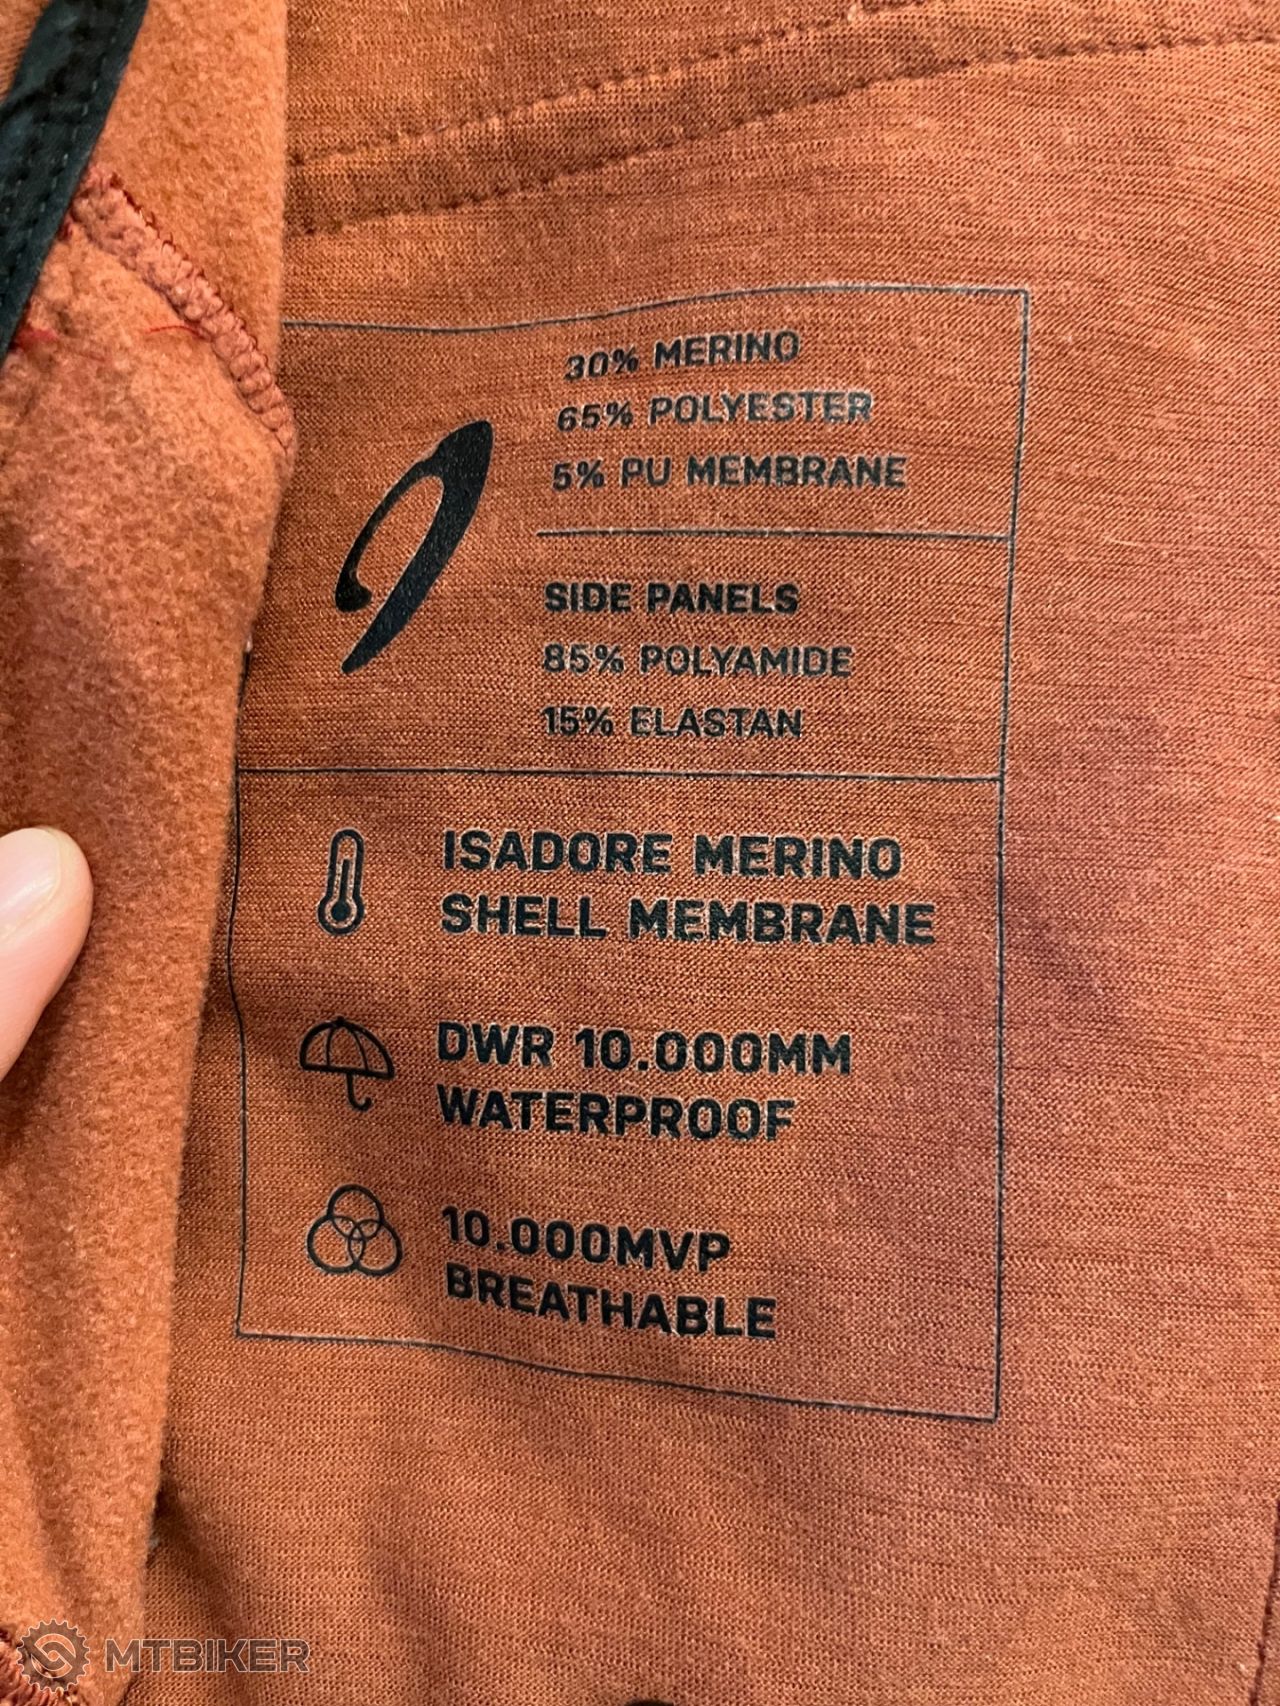 30% MERINO
65% POLYESTER
5% PU MEMBRANE
SIDE PANELS
85% POLYAMIDE
15% ELASTAN
ISADORE MERINO
SHELL MEMBRANE
DWR 10.000MM
WATERPROOF
10.000MVP
BREATHABLE
MTBIKER